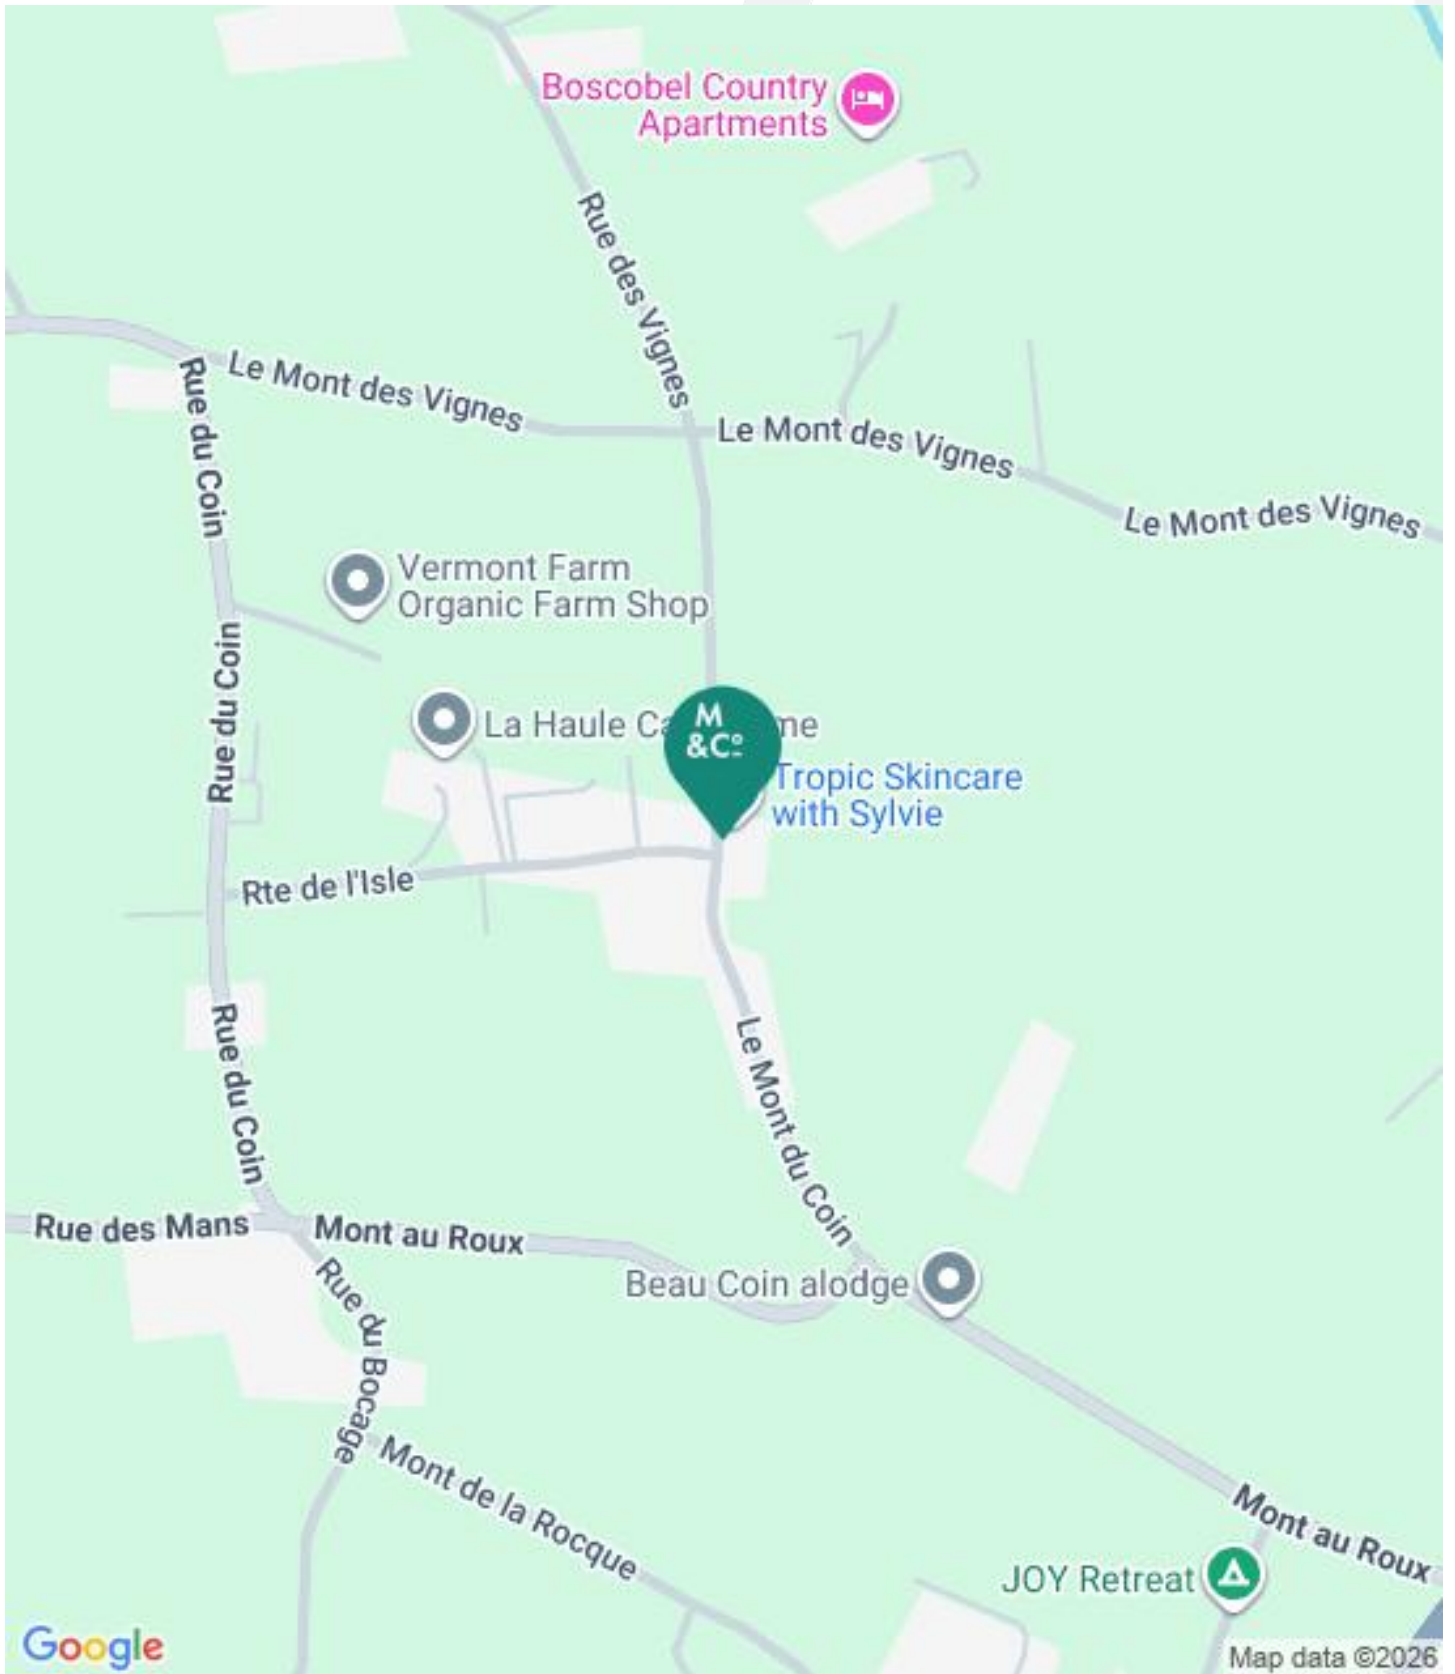 Boscobel Country
Apartments
Rue des Vignes
Le Mont des Vignes
Rue du Coin
Le Mont des Vignes
Le Mont des Vignes
Vermont Farm
Organic Farm Shop
Rue du Coin
La Haule
M
&Co
Tropic Skincare
with Sylvie
Rte de l'Isle
Rue du Coin
Le Mont du Coin
Rue des Mans
Mont au Roux
Beau Coin alodge
Rue du Bocage
Mont de la Rocque
Mont au Roux
JOY Retreat
Google
Map data ©2026